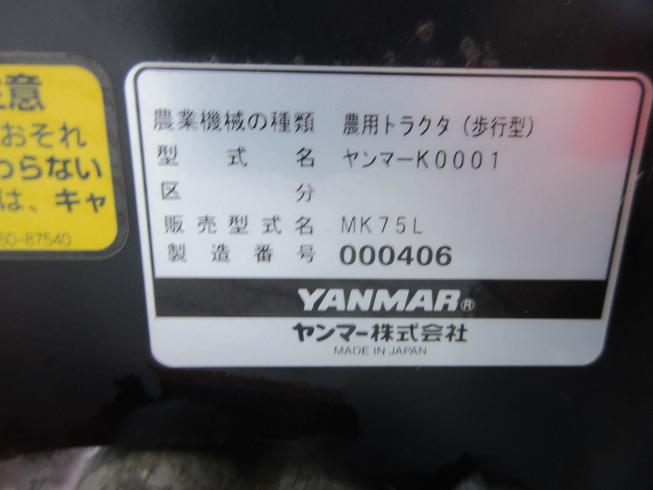 注意
おそれ
わらない
は、キャ
50-87540
農業機械の種類 農用トラクタ(歩行型)
型式名 ヤンマーK0001
区分
販売型式名 MK75L
製造番号 000406
YANMAR®
ヤンマー株式会社
MADE IN JAPAN